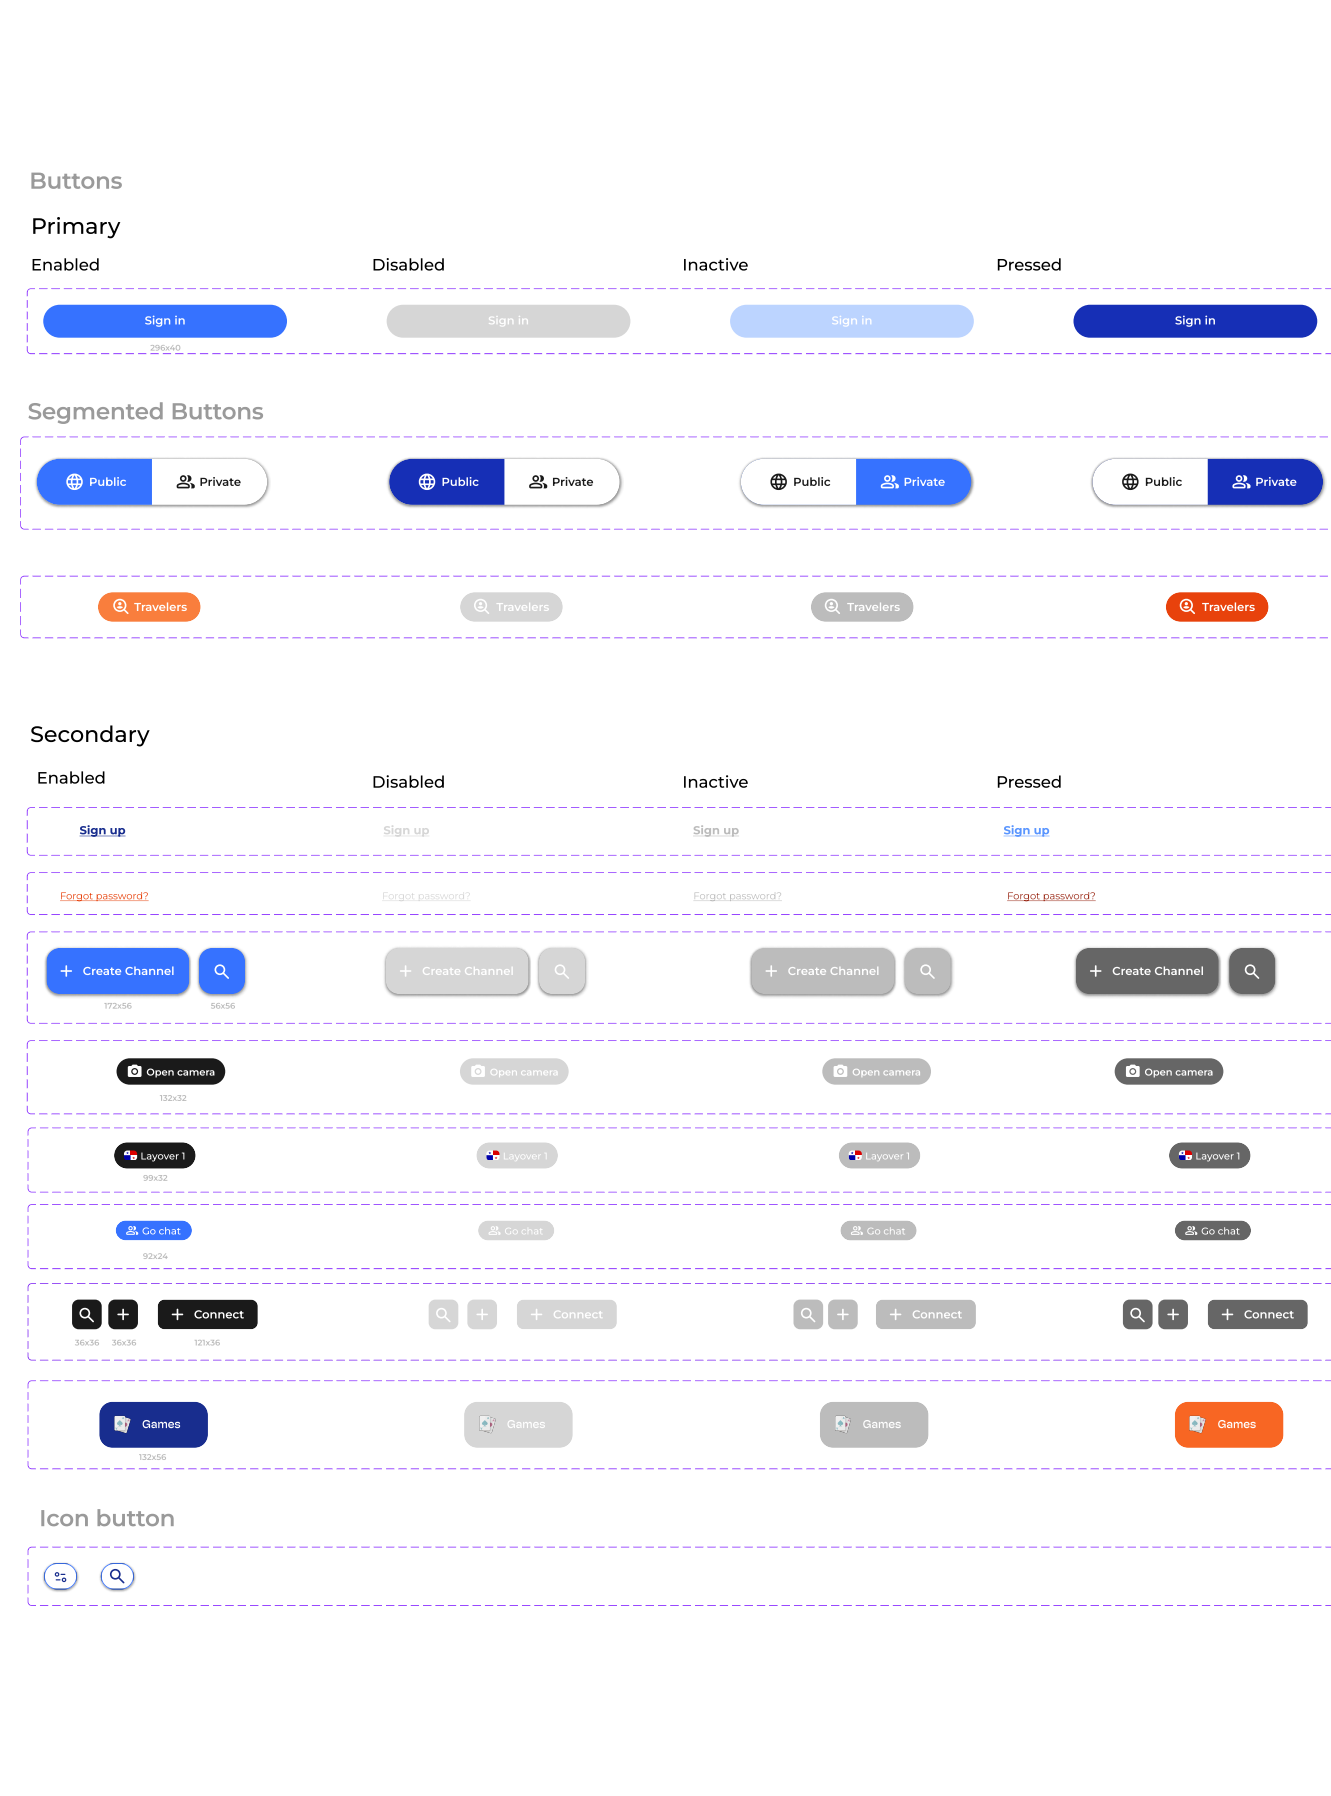 Buttons
Primary
Enabled Disabled Inactive Pressed
Sign in Sign in Sign in Sign in
296x40
Segmented Buttons
Public Private Public Private Public Private Public Private
Travelers Travelers Travelers Travelers
Secondary
Enabled Disabled Inactive Pressed
Sign up Sign up Sign up Sign up
Forgot password? Forgot password? Forgot password? Forgot password?
Create Channel Create Channel Create Channel Create Channel
172x56 56x56
Open camera Open camera Open camera Open camera
132x32
Layover 1 Layover 1 Layover 1 Layover 1
99x32
Go chat Go chat Go chat Go chat
92x24
Connect Connect Connect Connect
36x36 36x36 121x36
Games Games Games Games
132x56
Icon button